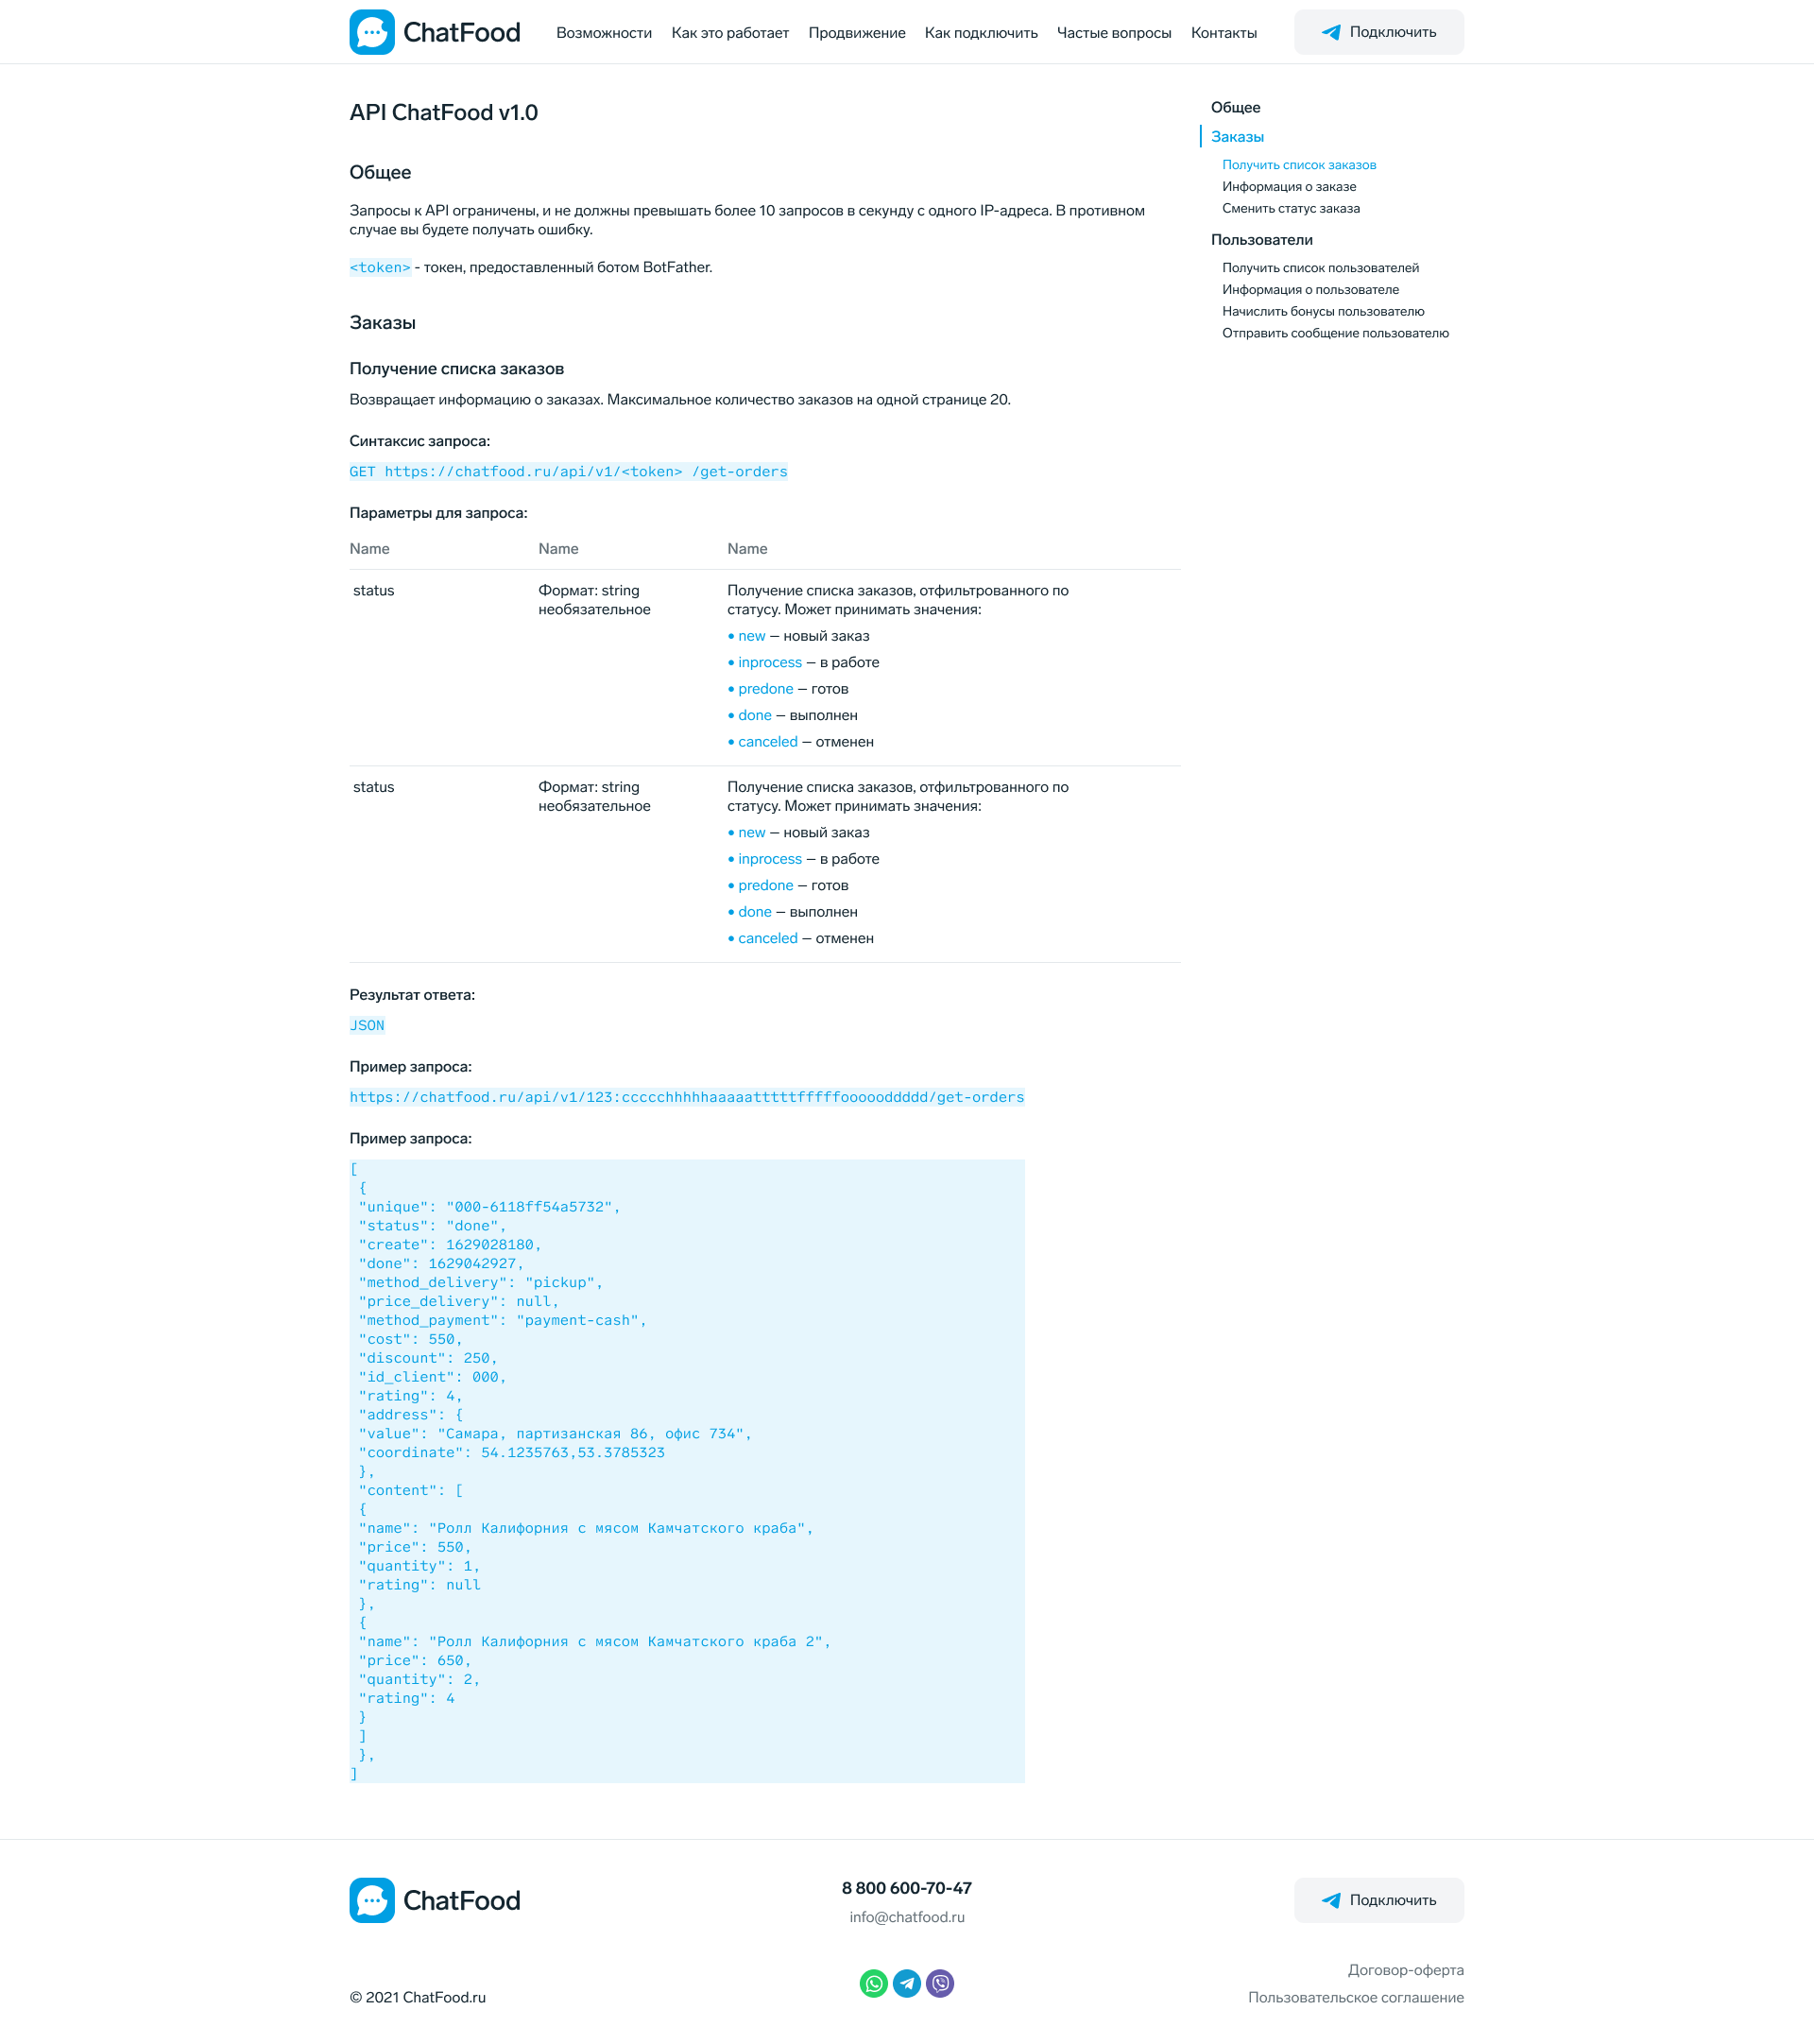 ChatFood
Возможности
Как это работает
Продвижение
Как подключить
Частые вопросы
Контакты
Подключить
API ChatFood v1.0
Общее
Запросы к API ограничены, и не должны превышать более 10 запросов в секунду с одного IP-адреса. В противном
случае вы будете получать ошибку.
<token> - токен, предоставленный ботом BotFather.
Заказы
Получение списка заказов
Возвращает информацию о заказах. Максимальное количество заказов на одной странице 20.
Синтаксис запроса:
GET https://chatfood.ru/api/v1/<token> /get-orders
Параметры для запроса:
Name Name Name
status
Формат: string
необязательное
Получение списка заказов, отфильтрованного по
статусу. Может принимать значения:
• new — новый заказ
• inprocess — в работе
• predone — готов
• done — выполнен
• canceled — отменен
status
Формат: string
необязательное
Получение списка заказов, отфильтрованного по
статусу. Может принимать значения:
• new — новый заказ
• inprocess — в работе
• predone — готов
• done — выполнен
• canceled — отменен
Результат ответа:
JSON
Пример запроса:
https://chatfood.ru/api/v1/123:ccccchhhhhaaaaatttttfffffoooooddddd/get-orders
Пример запроса:
[
{
"unique": "000-6118ff54a5732",
"status": "done",
"create": 1629028180,
"done": 1629042927,
"method_delivery": "pickup",
"price_delivery": null,
"method_payment": "payment-cash",
"cost": 550,
"discount": 250,
"id_client": 000,
"rating": 4,
"address": {
"value": "Самара, партизанская 86, офис 734",
"coordinate": 54.1235763,53.3785323
},
"content": [
{
"name": "Ролл Калифорния с мясом Камчатского краба",
"price": 550,
"quantity": 1,
"rating": null
},
{
"name": "Ролл Калифорния с мясом Камчатского краба 2",
"price": 650,
"quantity": 2,
"rating": 4
}
]
},
]
Общее
Заказы
Получить список заказов
Информация о заказе
Сменить статус заказа
Пользователи
Получить список пользователей
Информация о пользователе
Начислить бонусы пользователю
Отправить сообщение пользователю
ChatFood
© 2021 ChatFood.ru
8 800 600-70-47
info@chatfood.ru
Подключить
Договор-оферта
Пользовательское соглашение